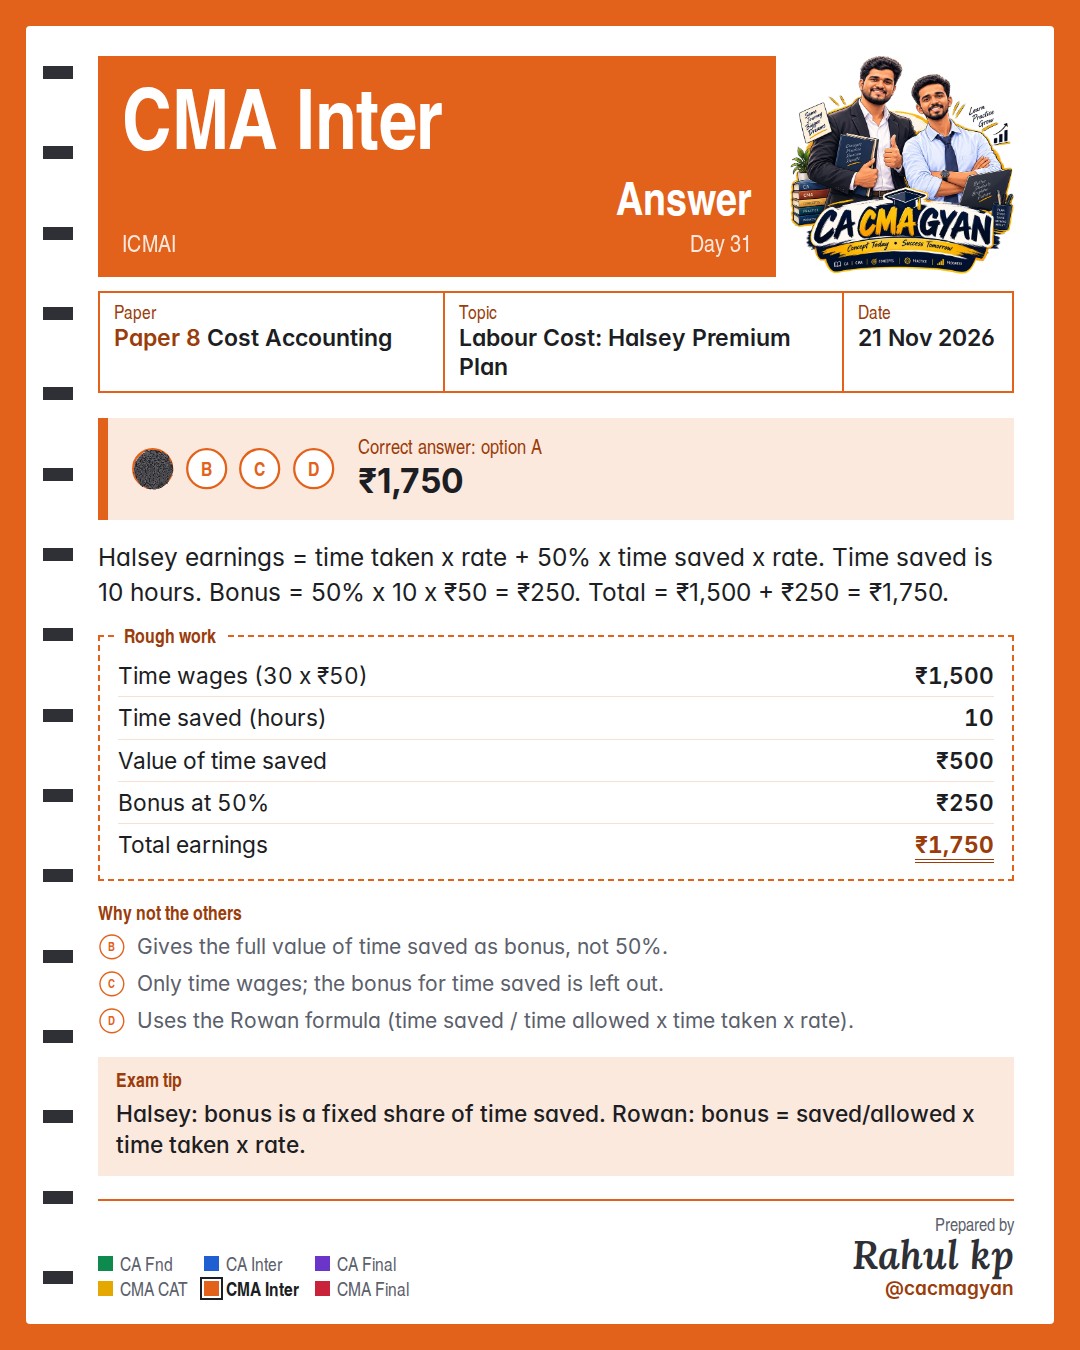 CMA Inter
Answer
ICMAI
Day 31
Learn
Practice
Grow
CA CMA GYAN
Concept Today • Success Tomorrow
Paper
Paper 8 Cost Accounting
Topic
Labour Cost: Halsey Premium
Plan
Date
21 Nov 2026
B C D
Correct answer: option A
₹1,750
Halsey earnings = time taken x rate + 50% x time saved x rate. Time saved is
10 hours. Bonus = 50% x 10 x ₹50 = ₹250. Total = ₹1,500 + ₹250 = ₹1,750.
Rough work
Time wages (30 x ₹50) ₹1,500
Time saved (hours) 10
Value of time saved ₹500
Bonus at 50% ₹250
Total earnings ₹1,750
Why not the others
B Gives the full value of time saved as bonus, not 50%.
C Only time wages; the bonus for time saved is left out.
D Uses the Rowan formula (time saved / time allowed x time taken x rate).
Exam tip
Halsey: bonus is a fixed share of time saved. Rowan: bonus = saved/allowed x
time taken x rate.
Prepared by
Rahul kp
@cacmagyan
CA Fnd CA Inter CA Final
CMA CAT CMA Inter CMA Final